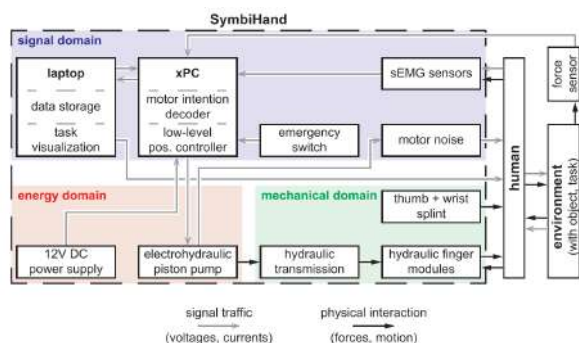 SymbiHand
signal domain
laptop
data storage
task
visualization
xPC
motor intention
decoder
low-level
pos. controller
sEMG sensors
emergency
switch
motor noise
force
sensor
human
environment
(with object, task)
energy domain
12V DC
power supply
electrohydraulic
piston pump
mechanical domain
thumb + wrist
splint
hydraulic
transmission
hydraulic finger
modules
signal traffic
(voltages, currents)
physical interaction
(forces, motion)